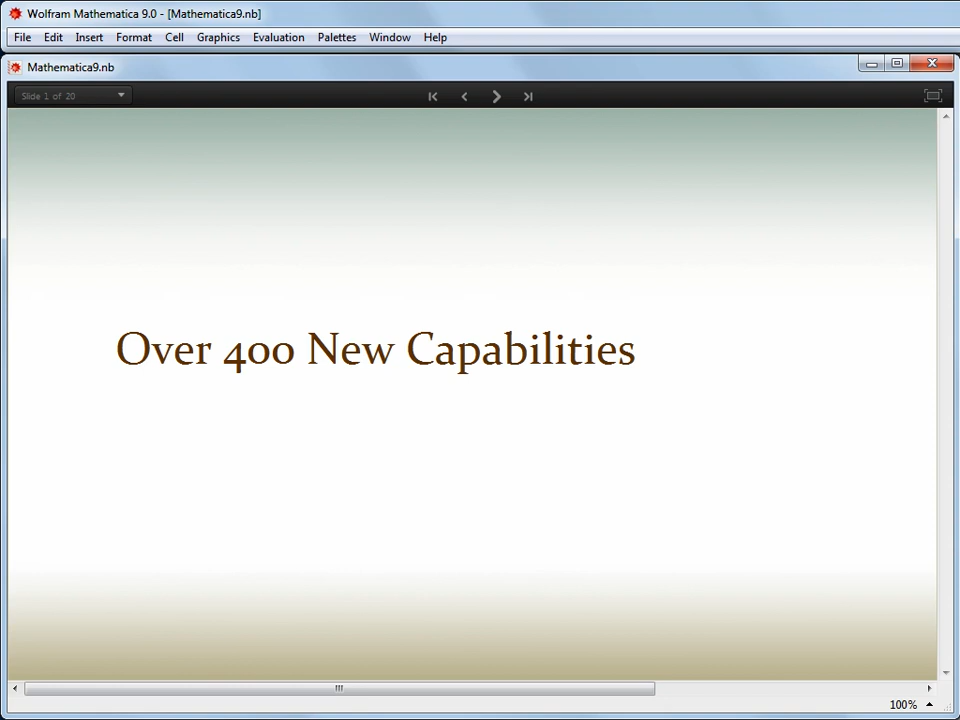 Wolfram Mathematica 9.0 - [Mathematica9.nb]
File Edit Insert Format Cell Graphics Evaluation Palettes Window Help
Mathematica9.nb
Slide 1 of 20
Over 400 New Capabilities
100%